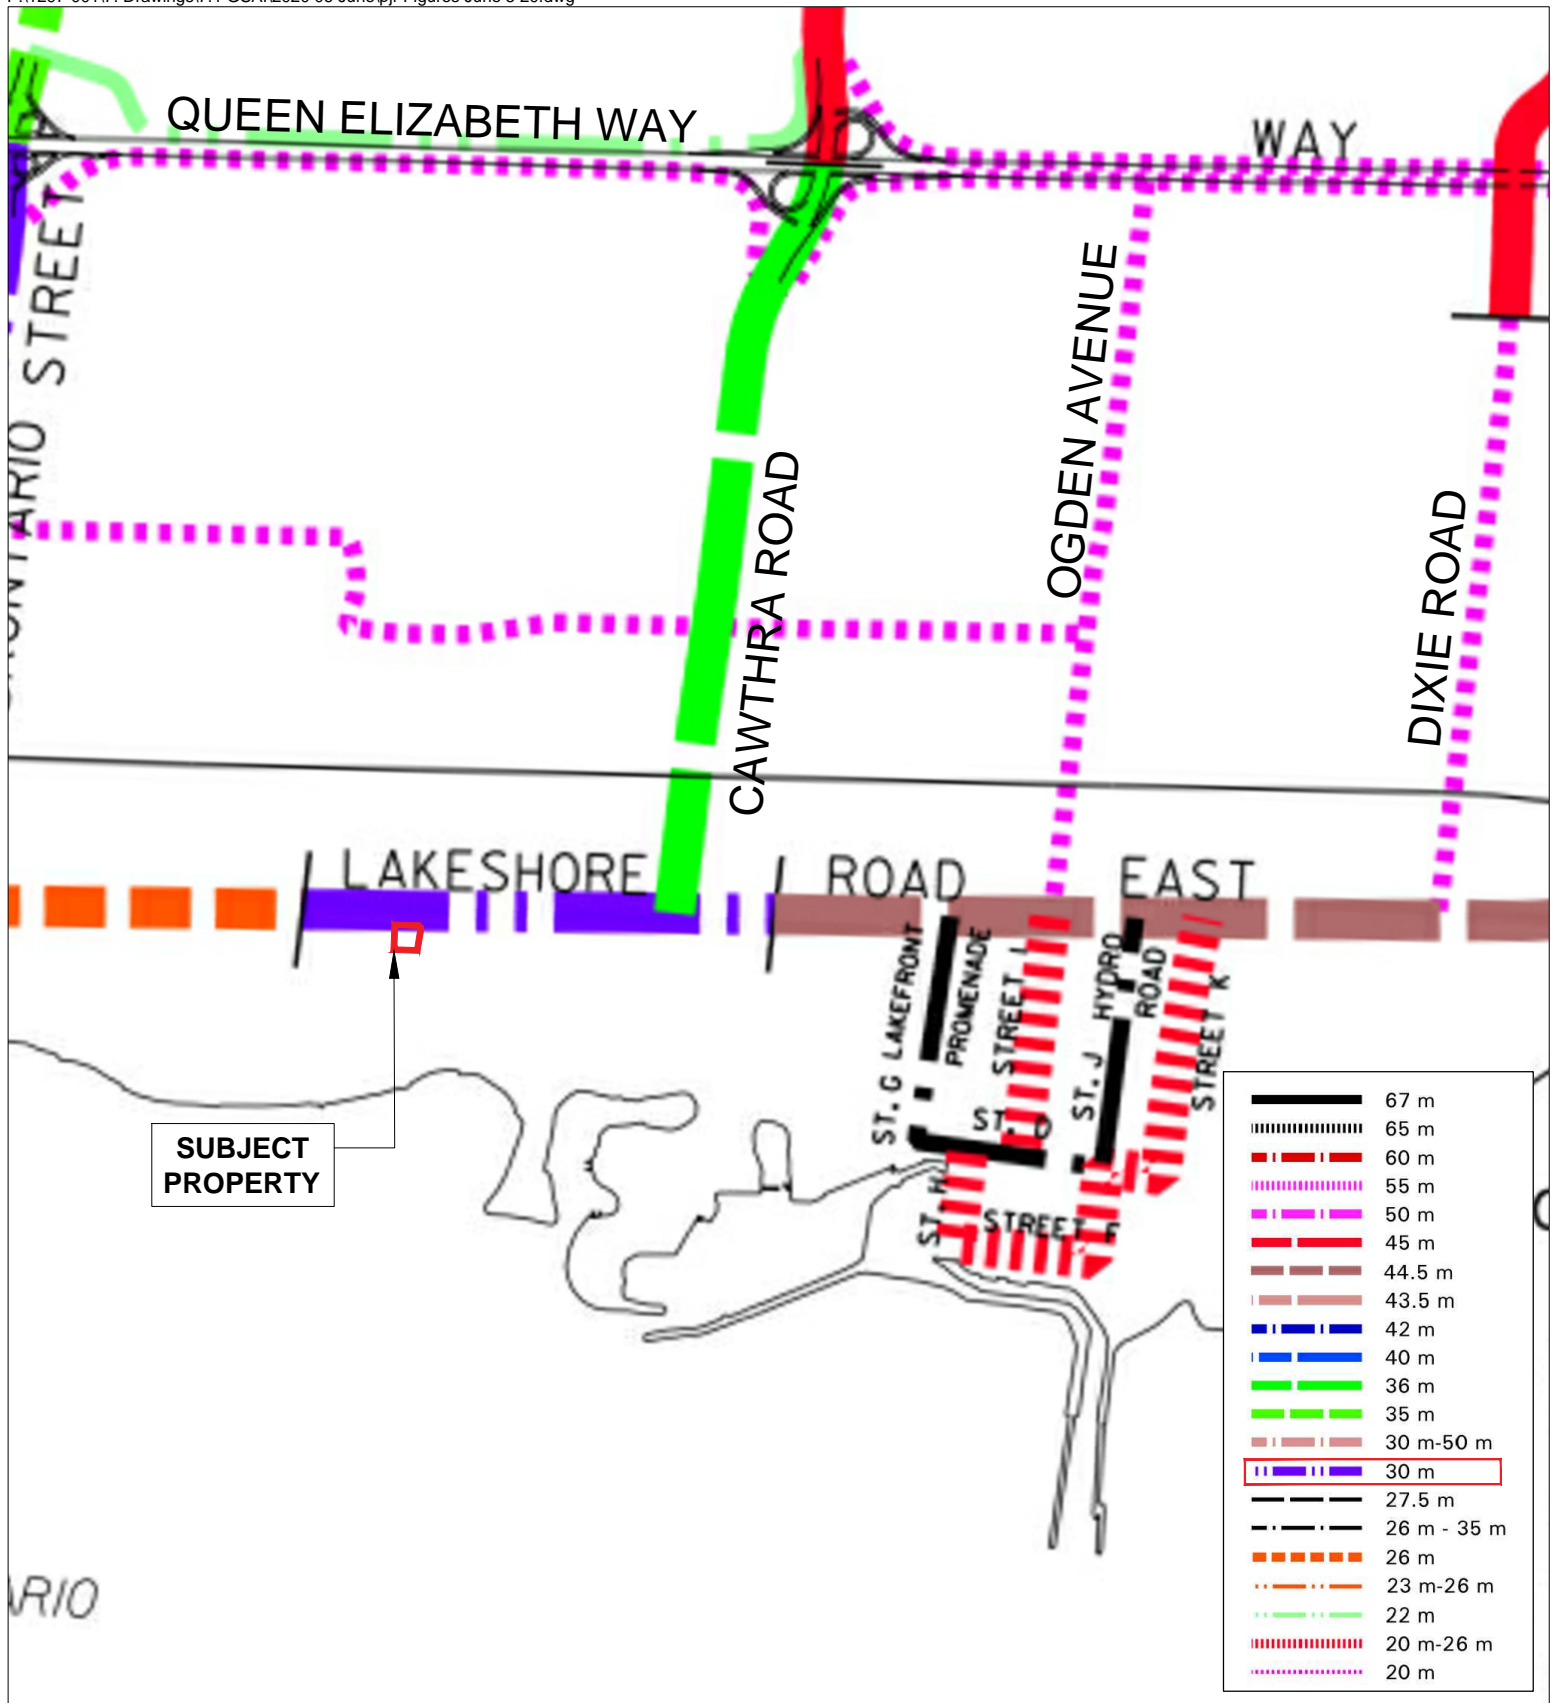 QUEEN ELIZABETH WAY
WAY
STREET
OGDEN AVENUE
CAWTHRA ROAD
DIXIE ROAD
LAKESHORE ROAD EAST
ST. G LAKEFRONT
PROMENADE
STREET I
HYDRO
ROAD
STREET K
ST. J
ST. D
ST. H
STREET F
SUBJECT
PROPERTY
67 m
65 m
60 m
55 m
50 m
45 m
44.5 m
43.5 m
42 m
40 m
36 m
35 m
30 m-50 m
30 m
27.5 m
26 m - 35 m
26 m
23 m-26 m
22 m
20 m-26 m
20 m
ARIO